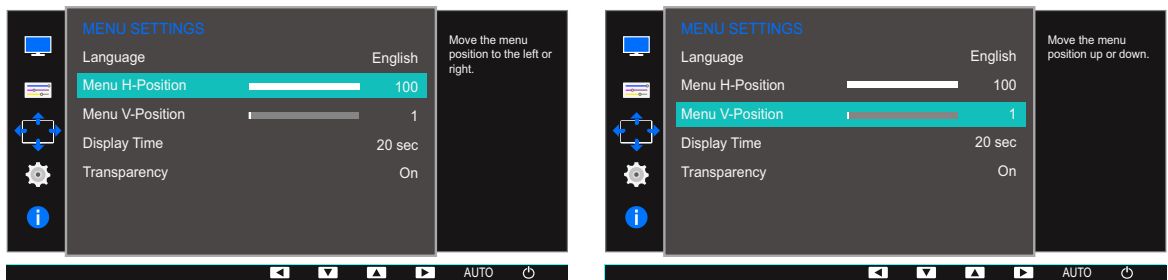 MENU SETTINGS
Language English
Menu H-Position 100
Menu V-Position 1
Display Time 20 sec
Transparency On
Move the menu
position to the left or
right.
AUTO
MENU SETTINGS
Language English
Menu H-Position 100
Menu V-Position 1
Display Time 20 sec
Transparency On
Move the menu
position up or down.
AUTO